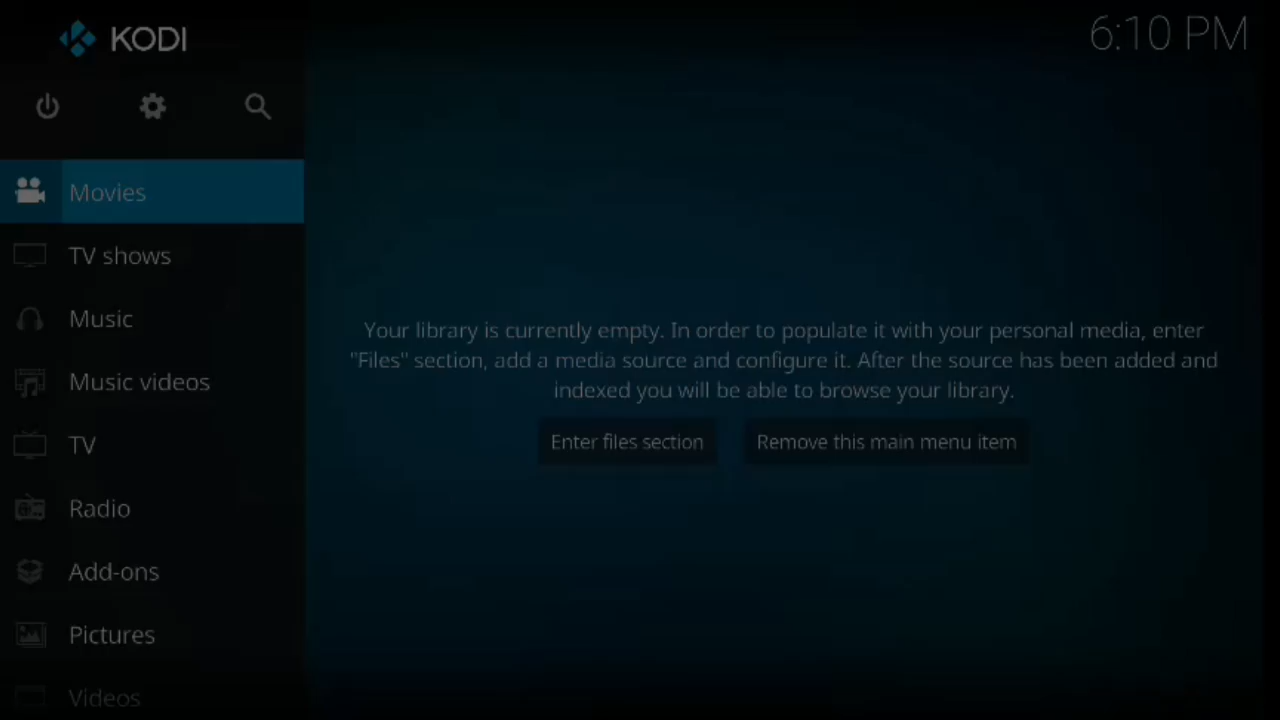 KODI
6:10 PM
Movies
TV shows
Music
Music videos
TV
Radio
Add-ons
Pictures
Videos
Your library is currently empty. In order to populate it with your personal media, enter
"Files" section, add a media source and configure it. After the source has been added and
indexed you will be able to browse your library.
Enter files section
Remove this main menu item